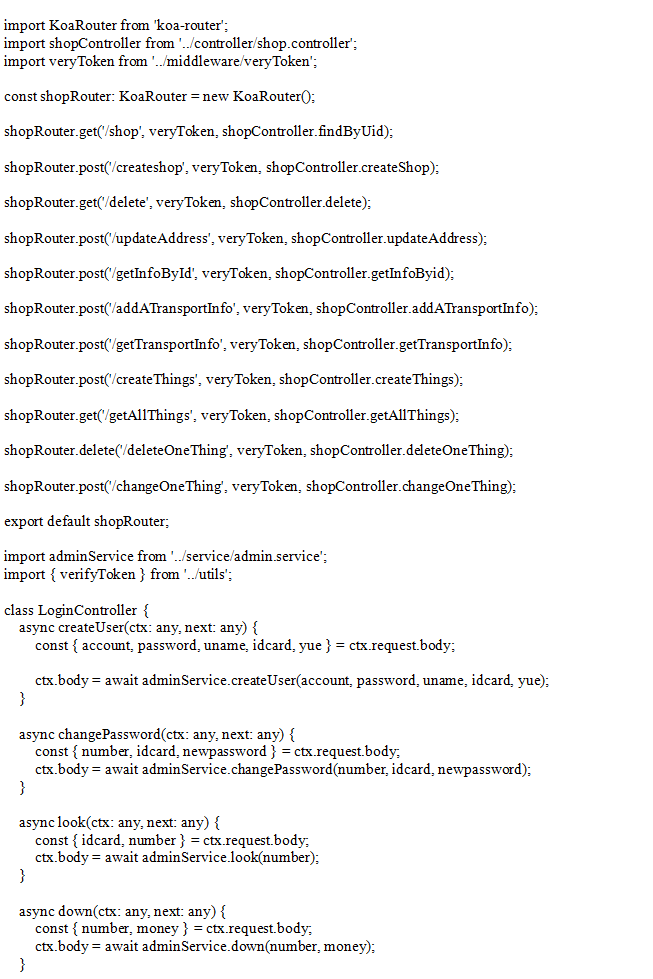 import KoaRouter from 'koa-router';
import shopController from '../controller/shop.controller';
import veryToken from '../middleware/veryToken';

const shopRouter: KoaRouter = new KoaRouter();

shopRouter.get('/shop', veryToken, shopController.findByUid);

shopRouter.post('/createshop', veryToken, shopController.createShop);

shopRouter.get('/delete', veryToken, shopController.delete);

shopRouter.post('/updateAddress', veryToken, shopController.updateAddress);

shopRouter.post('/getInfoById', veryToken, shopController.getInfoByid);

shopRouter.post('/addATransportInfo', veryToken, shopController.addATransportInfo);

shopRouter.post('/getTransportInfo', veryToken, shopController.getTransportInfo);

shopRouter.post('/createThings', veryToken, shopController.createThings);

shopRouter.get('/getAllThings', veryToken, shopController.getAllThings);

shopRouter.delete('/deleteOneThing', veryToken, shopController.deleteOneThing);

shopRouter.post('/changeOneThing', veryToken, shopController.changeOneThing);

export default shopRouter;

import adminService from '../service/admin.service';
import { verifyToken } from '../utils';

class LoginController {
    async createUser(ctx: any, next: any) {
        const { account, password, uname, idcard, yue } = ctx.request.body;

        ctx.body = await adminService.createUser(account, password, uname, idcard, yue);
    }

    async changePassword(ctx: any, next: any) {
        const { number, idcard, newpassword } = ctx.request.body;
        ctx.body = await adminService.changePassword(number, idcard, newpassword);
    }

    async look(ctx: any, next: any) {
        const { idcard, number } = ctx.request.body;
        ctx.body = await adminService.look(number);
    }

    async down(ctx: any, next: any) {
        const { number, money } = ctx.request.body;
        ctx.body = await adminService.down(number, money);
    }